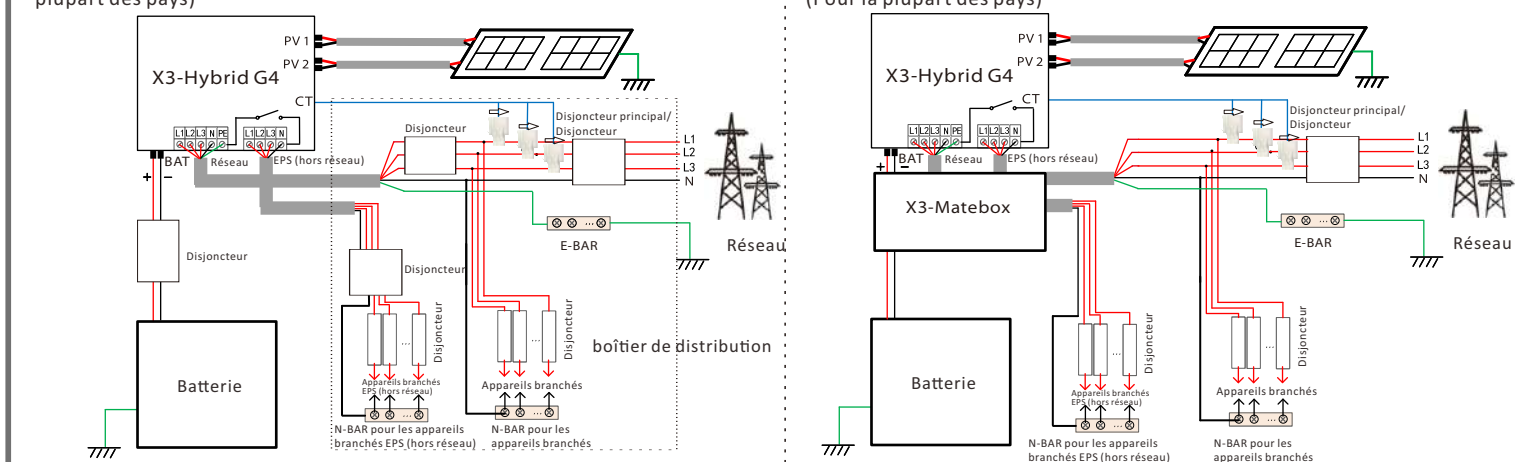 plupart des pays)
PV 1
PV 2
X3-Hybrid G4
CT
Disjoncteur
Disjoncteur principal/
Disjoncteur
L1 L2 L3 N PE
L1 L2 L3 N
BAT
Réseau
EPS (hors réseau)
+
–
L1
L2
L3
N
E-BAR
Réseau
Disjoncteur
Disjoncteur
...
Disjoncteur
...
Disjoncteur
boîtier de distribution
Batterie
Appareils branchés
EPS (hors réseau)
Appareils branchés
N-BAR pour les appareils
branchés EPS (hors réseau)
N-BAR pour les
appareils branchés
(Pour la plupart des pays)
PV 1
PV 2
X3-Hybrid G4
CT
Disjoncteur principal/
Disjoncteur
L1 L2 L3 N PE
L1 L2 L3 N
BAT
Réseau
EPS (hors réseau)
+
–
L1
L2
L3
N
X3-Matebox
E-BAR
Réseau
...
Disjoncteur
...
Disjoncteur
Batterie
Appareils branchés
EPS (hors réseau)
Appareils branchés
N-BAR pour les appareils
branchés EPS (hors réseau)
N-BAR pour les
appareils branchés